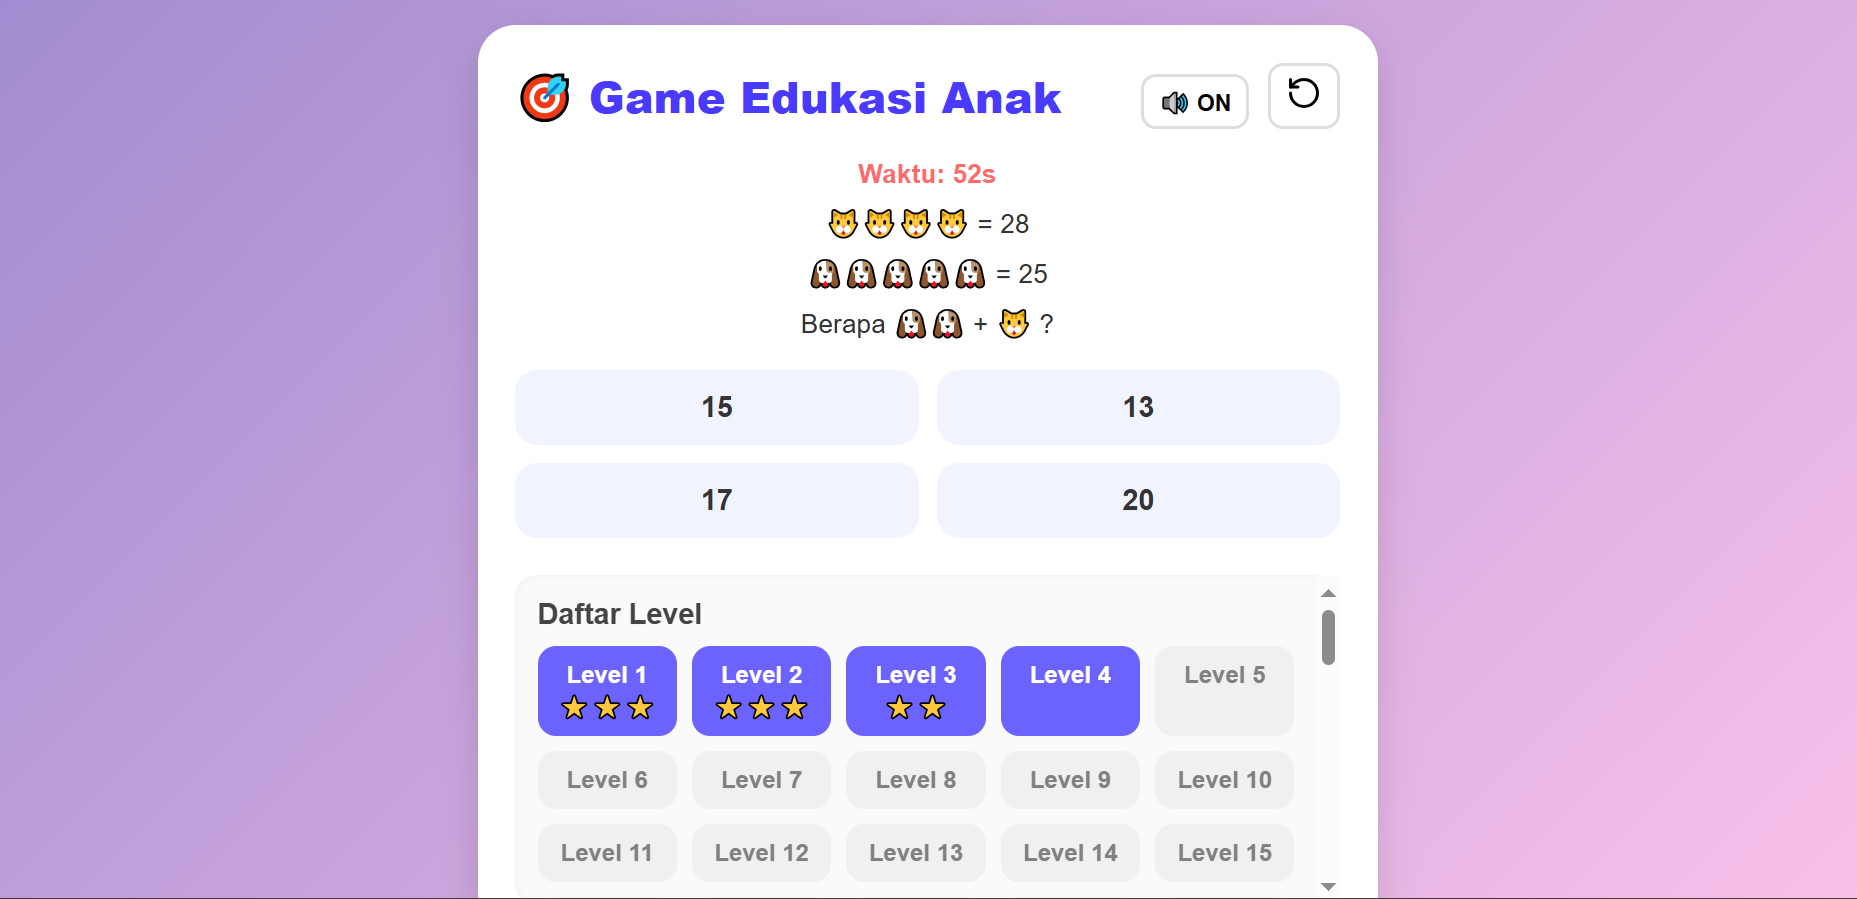 🎯 Game Edukasi Anak
🔊 ON
Waktu: 52s
🐱🐱🐱🐱 = 28
🐶🐶🐶🐶🐶 = 25
Berapa 🐶🐶 + 🐱 ?
15
13
17
20
Daftar Level
Level 1
⭐⭐⭐
Level 2
⭐⭐⭐
Level 3
⭐⭐
Level 4
Level 5
Level 6
Level 7
Level 8
Level 9
Level 10
Level 11
Level 12
Level 13
Level 14
Level 15